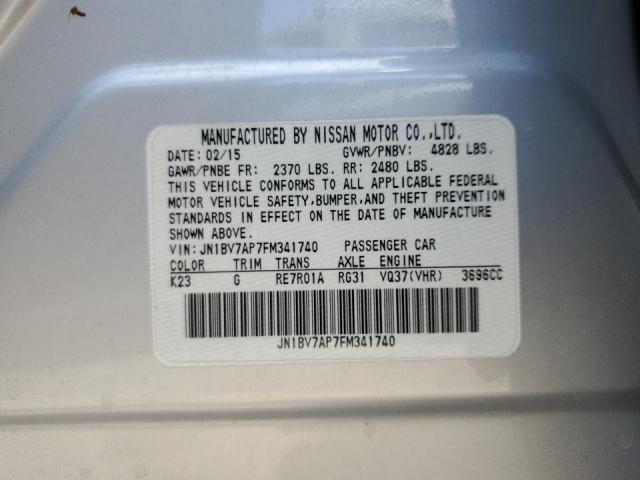 MANUFACTURED BY NISSAN MOTOR CO.,LTD.
DATE: 02/15 GVWR/PNBV: 4828 LBS.
GAWR/PNBE FR: 2370 LBS. RR: 2480 LBS.
THIS VEHICLE CONFORMS TO ALL APPLICABLE FEDERAL
MOTOR VEHICLE SAFETY,BUMPER,AND THEFT PREVENTION
STANDARDS IN EFFECT ON THE DATE OF MANUFACTURE
SHOWN ABOVE.
VIN: JN1BV7AP7FM341740 PASSENGER CAR
COLOR TRIM TRANS AXLE ENGINE
K23 G RE7R01A RG31 VQ37(VHR) 3696CC
JN1BV7AP7FM341740